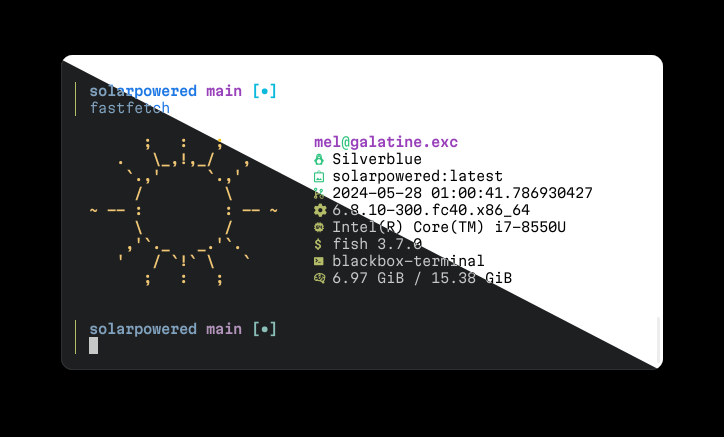 solarpowered main [•]
fastfetch
mel@galatine.exc
Silverblue
solarpowered:latest
2024-05-28 01:00:41.786930427
6.8.10-300.fc40.x86_64
Intel(R) Core(TM) i7-8550U
$ fish 3.7.0
blackbox-terminal
6.97 GiB / 15.38 GiB
solarpowered main [•]